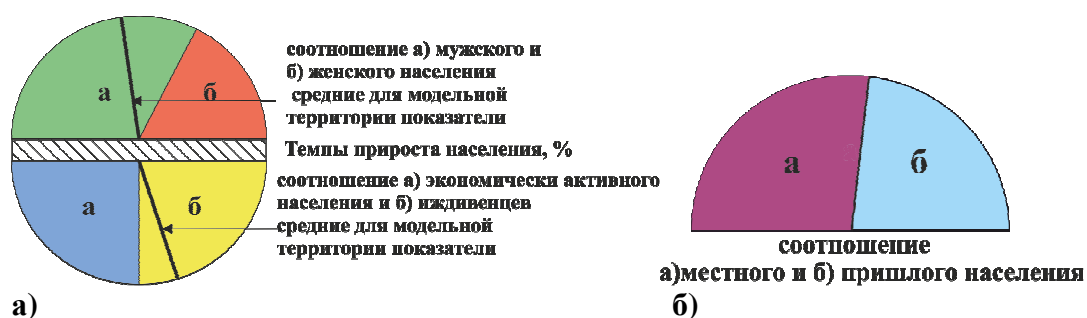 соотношение а) мужского и
б) женского населения
средние для модельной
территории показатели
а
б
Темпы прироста населения, %
соотношение а) экономически активного
населения и б) иждивенцев
средние для модельной
территории показатели
а
б
а)
а
б
соотпошение
а)местного и б) пришлого населения
б)